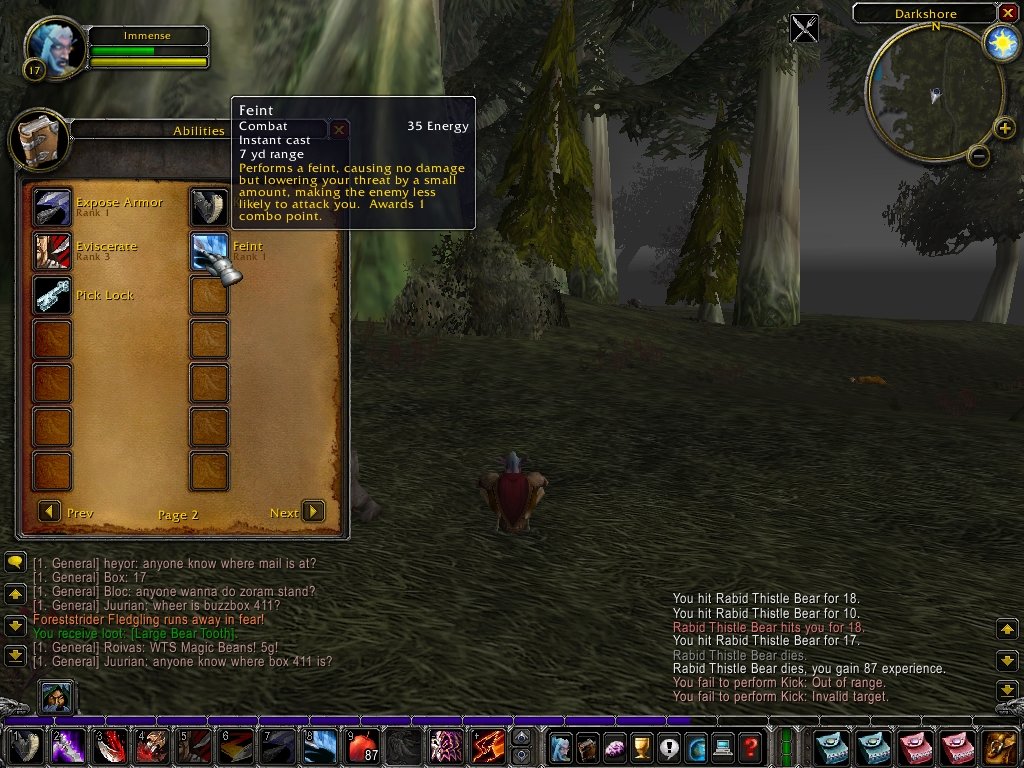 Immense
17
Darkshore
N
Abilities
Feint
Combat
35 Energy
Instant cast
7 yd range
Performs a feint, causing no damage
but lowering your threat by a small
amount, making the enemy less
likely to attack you. Awards 1
combo point.
Expose Armor
Rank 1
Eviscerate
Rank 3
Feint
Rank 1
Pick Lock
Prev
Page 2
Next
[1. General] heyor: anyone know where mail is at?
[1. General] Box: 17
[1. General] Bloc: anyone wanna do zoram stand?
[1. General] Juurian: wheer is buzzbox 411?
Foreststrider Fledgling runs away in fear!
You receive loot: [Large Bear Tooth].
[1. General] Roivas: WTS Magic Beans! 5g!
[1. General] Juurian: anyone know where box 411 is?
You hit Rabid Thistle Bear for 18.
You hit Rabid Thistle Bear for 10.
Rabid Thistle Bear hits you for 18.
You hit Rabid Thistle Bear for 17.
Rabid Thistle Bear dies.
Rabid Thistle Bear dies, you gain 87 experience.
You fail to perform Kick: Out of range.
You fail to perform Kick: Invalid target.
2 3 4 5 6 7 8 9 87